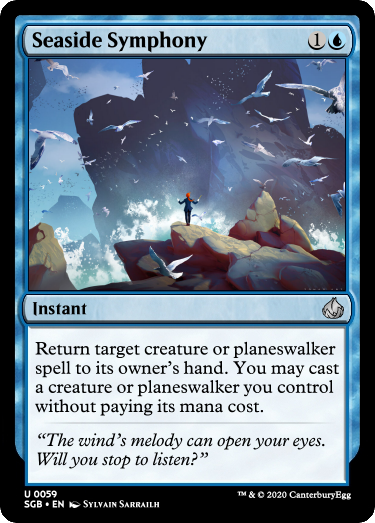 Seaside Symphony 1
Instant
Return target creature or planeswalker
spell to its owner's hand. You may cast
a creature or planeswalker you control
without paying its mana cost.
"The wind's melody can open your eyes.
Will you stop to listen?"
U 0059
SGB • EN Sylvain Sarrailh
™ & © 2020 CanterburyEgg